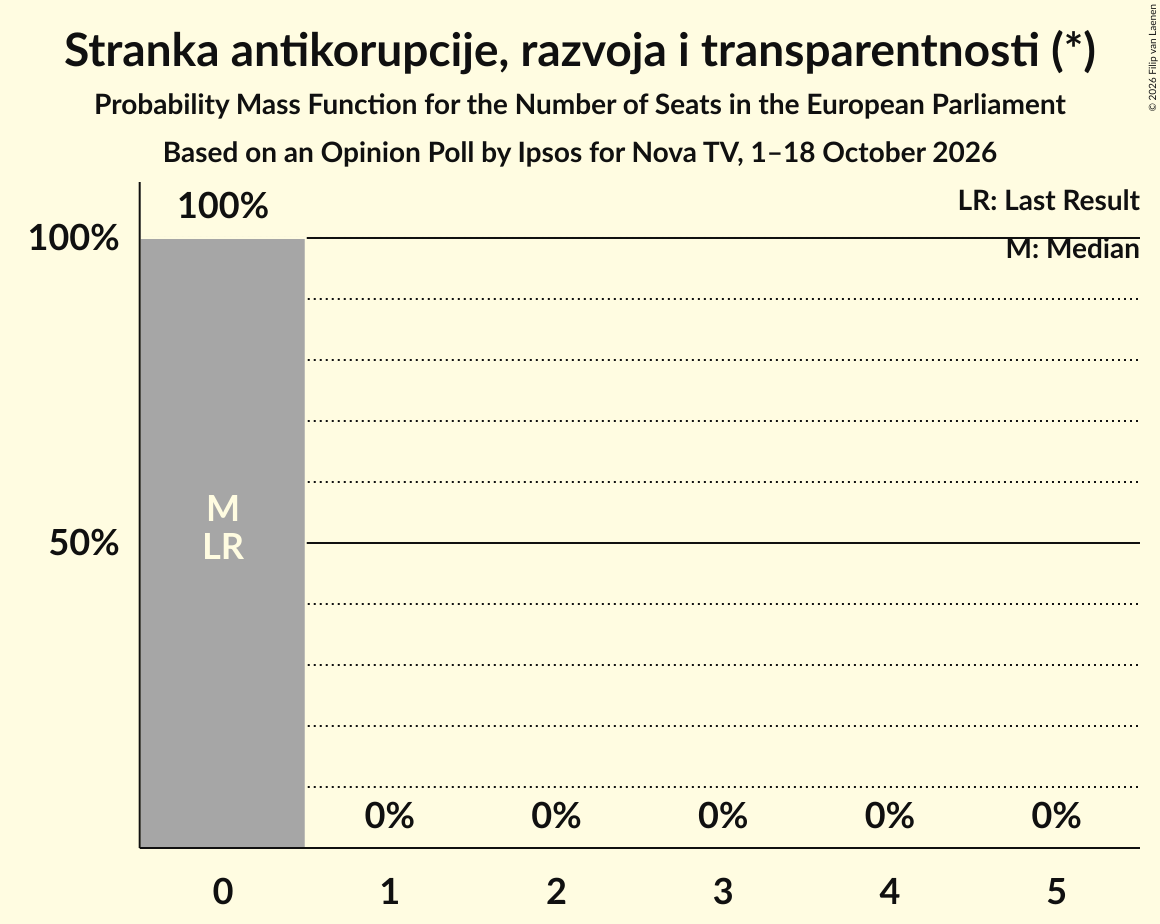 Stranka antikorupcije, razvoja i transparentnosti (*)
Probability Mass Function for the Number of Seats in the European Parliament
Based on an Opinion Poll by Ipsos for Nova TV, 1–18 October 2026
© 2026 Filip van Laenen
LR: Last Result
M: Median
100%
100%
50%
M
LR
0%
0%
0%
0%
0%
0
1
2
3
4
5